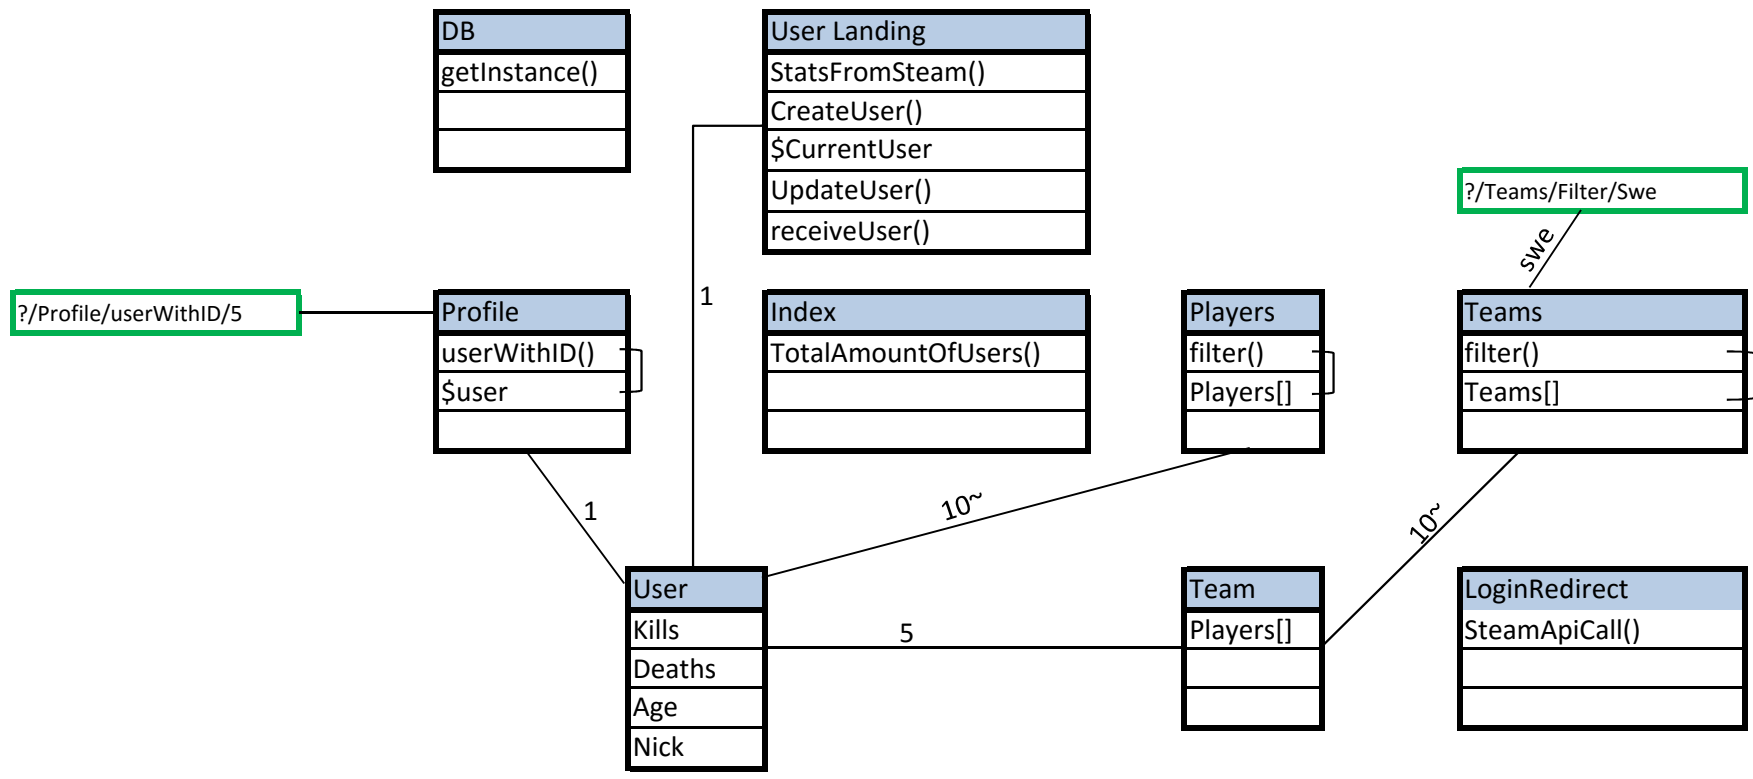 DB
getInstance()
User Landing
StatsFromSteam()
CreateUser()
$CurrentUser
UpdateUser()
receiveUser()
?/Teams/Filter/Swe
swe
?/Profile/userWithID/5
Profile
userWithID()
$user
1
Index
TotalAmountOfUsers()
Players
filter()
Players[]
Teams
filter()
Teams[]
1
10~
10~
User
Kills
Deaths
Age
Nick
5
Team
Players[]
LoginRedirect
SteamApiCall()